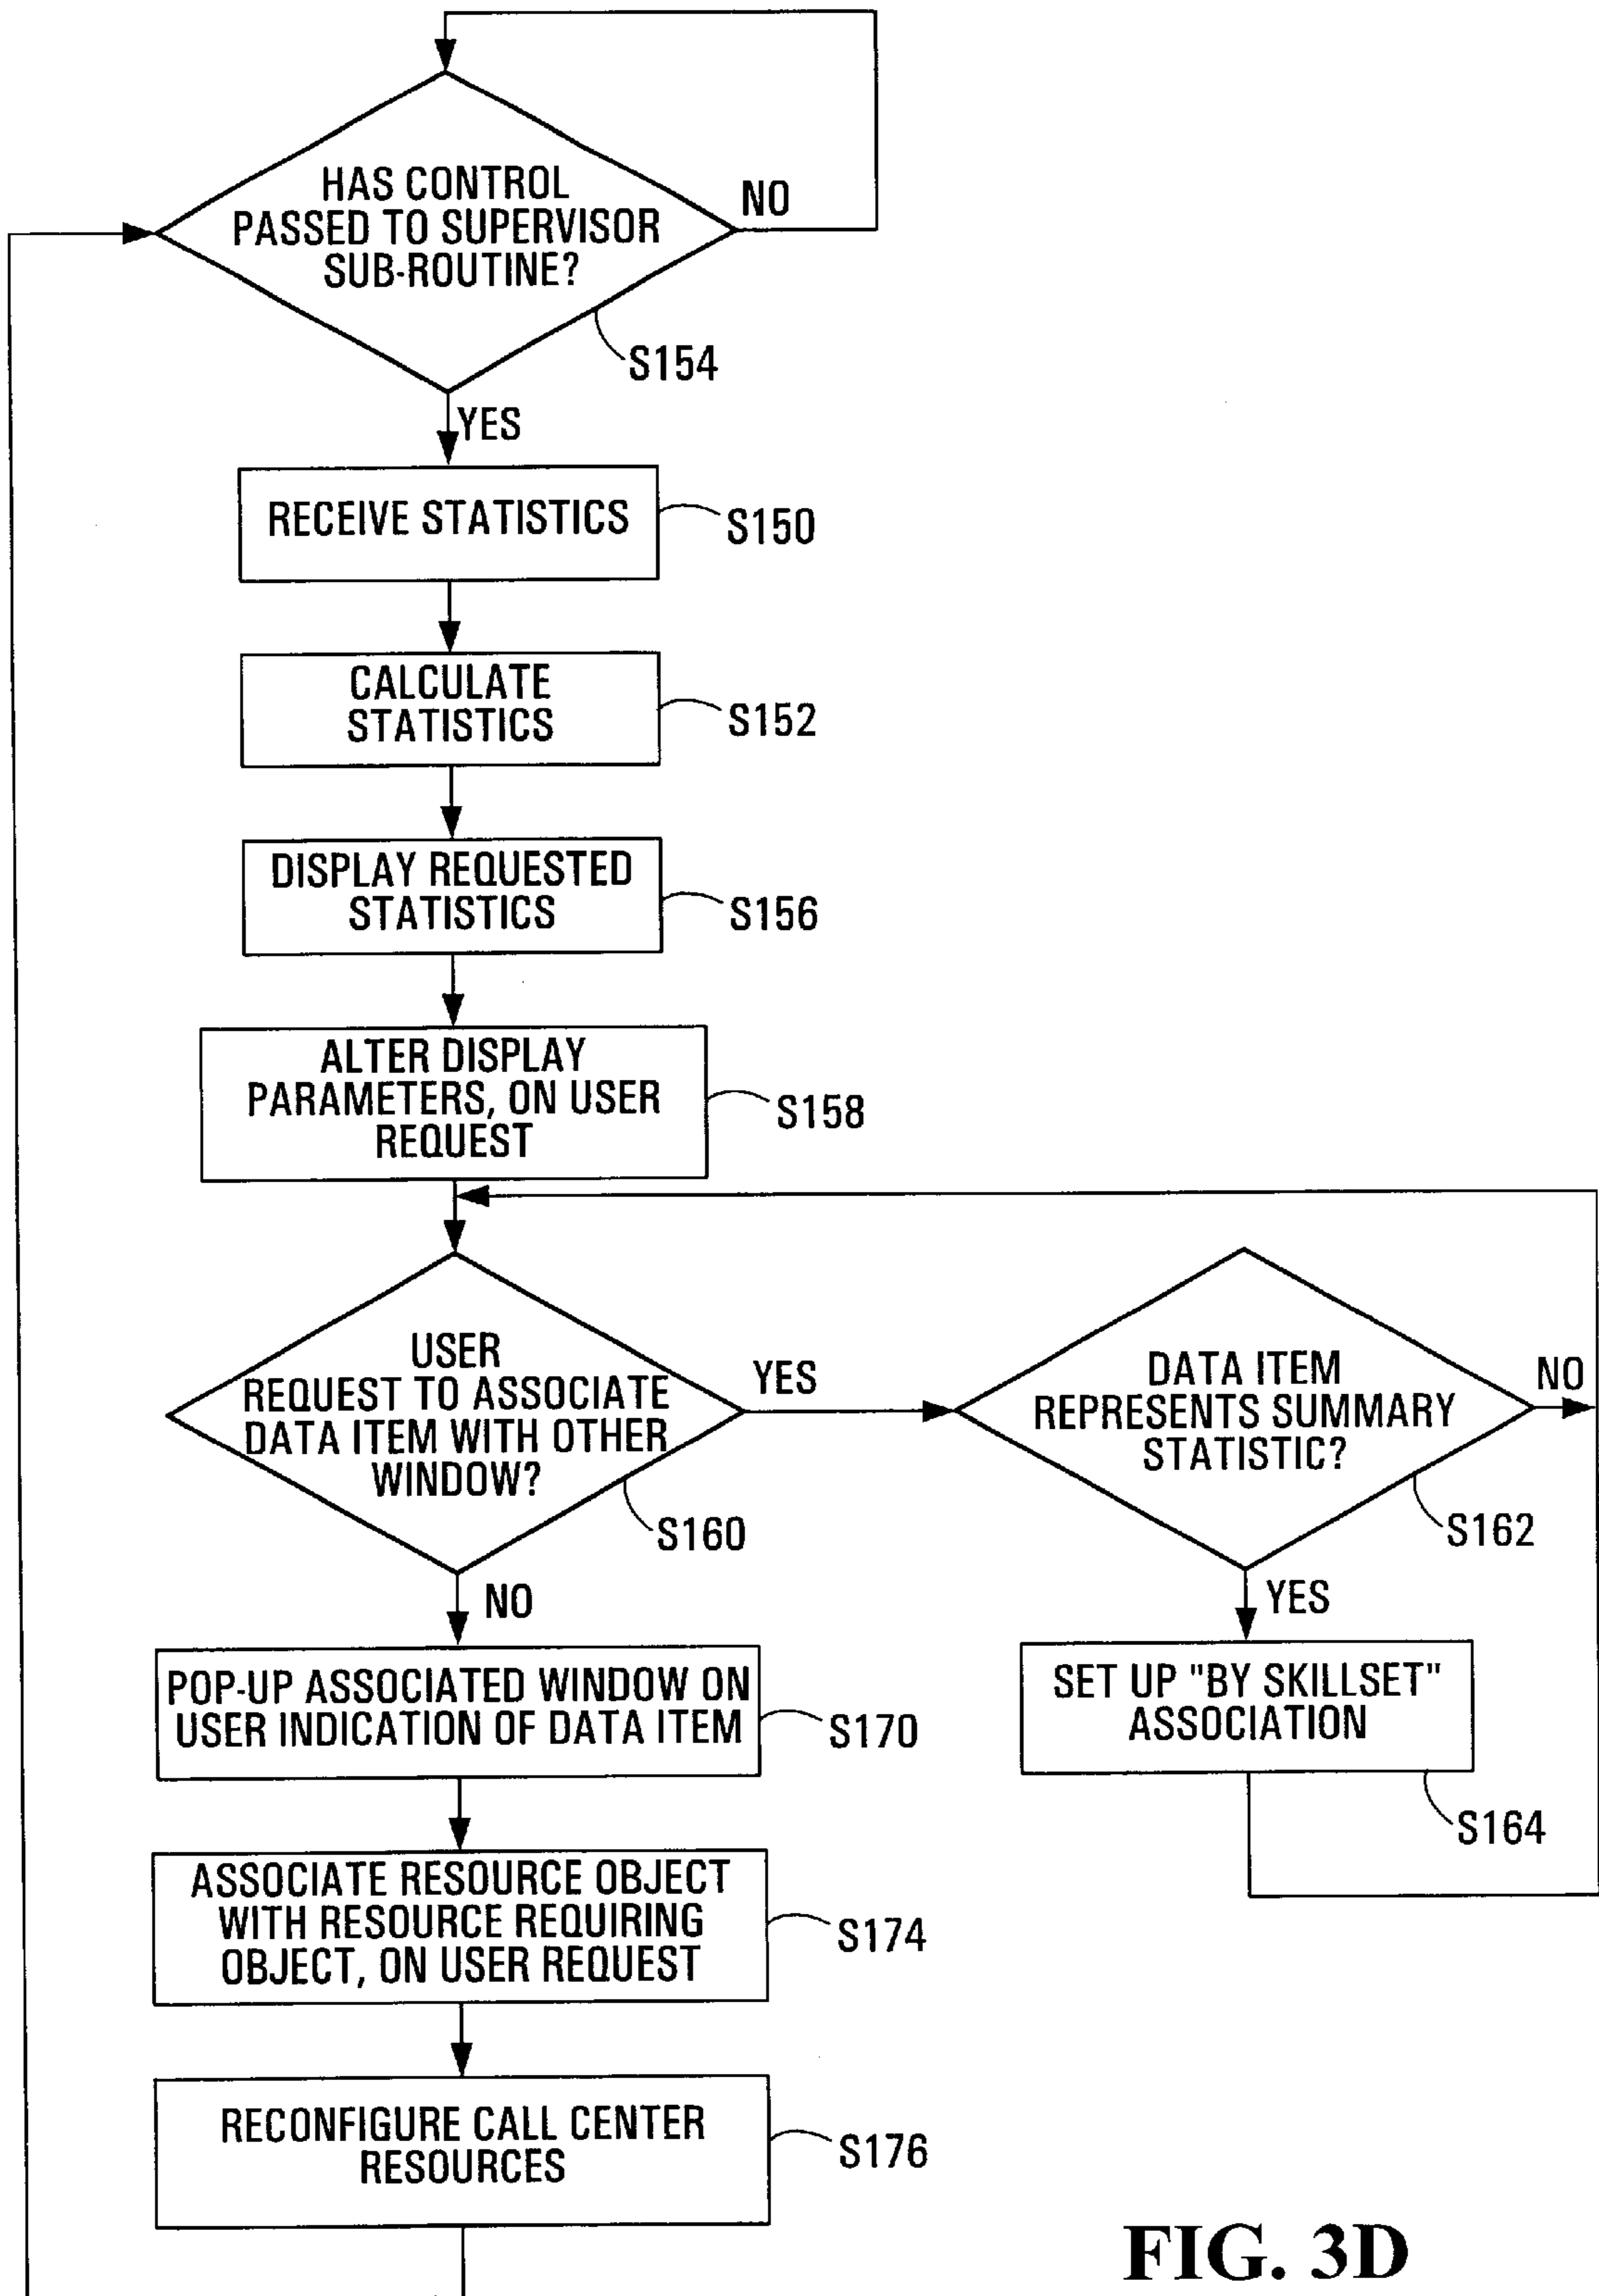 HAS CONTROL
PASSED TO SUPERVISOR
SUB-ROUTINE?
NO
S154
YES
RECEIVE STATISTICS
S150
CALCULATE
STATISTICS
S152
DISPLAY REQUESTED
STATISTICS
S156
ALTER DISPLAY
PARAMETERS, ON USER
REQUEST
S158
USER
REQUEST TO ASSOCIATE
DATA ITEM WITH OTHER
WINDOW?
YES
S160
DATA ITEM
REPRESENTS SUMMARY
STATISTIC?
NO
S162
NO
YES
POP-UP ASSOCIATED WINDOW ON
USER INDICATION OF DATA ITEM
S170
SET UP "BY SKILLSET"
ASSOCIATION
S164
ASSOCIATE RESOURCE OBJECT
WITH RESOURCE REQUIRING
OBJECT, ON USER REQUEST
S174
RECONFIGURE CALL CENTER
RESOURCES
S176
FIG. 3D